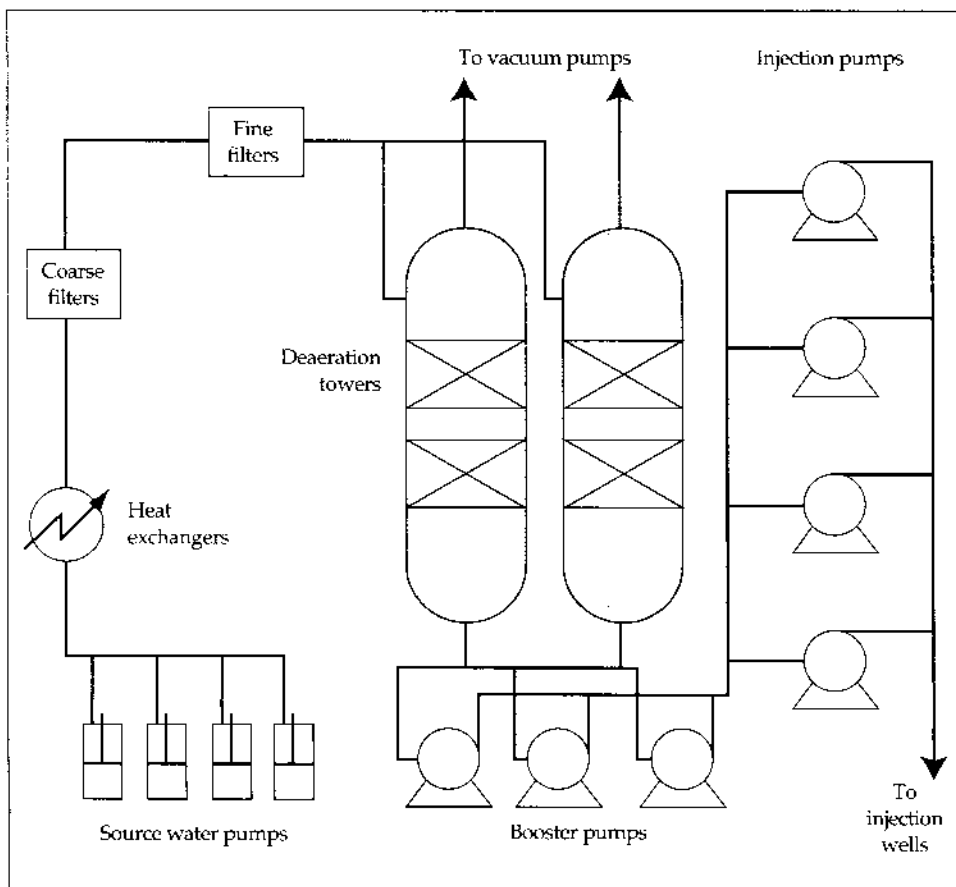 To vacuum pumps
Injection pumps
Fine
filters
Coarse
filters
Deaeration
towers
Heat
exchangers
Source water pumps
Booster pumps
To
injection
wells